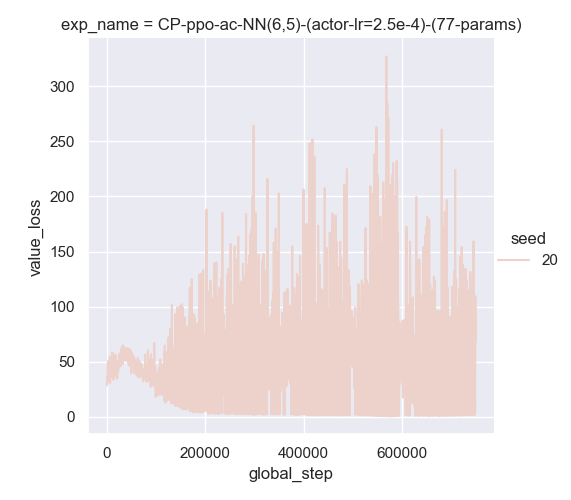 exp_name = CP-ppo-ac-NN(6,5)-(actor-lr=2.5e-4)-(77-params)
300
250
200
150
100
50
0
value_loss
0 200000 400000 600000
global_step
seed
20